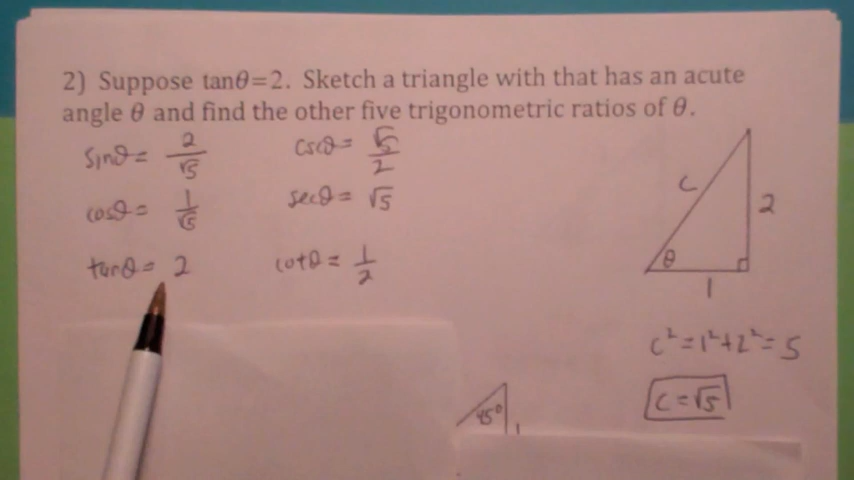 2) Suppose tanθ=2. Sketch a triangle with that has an acute
angle θ and find the other five trigonometric ratios of θ.
sinθ = 2/√5 cscθ = √5/2
cosθ = 1/√5 secθ = √5
tanθ = 2 cotθ = 1/2
c
2
θ
1
c² = 1² + 2² = 5
c = √5
45°
1